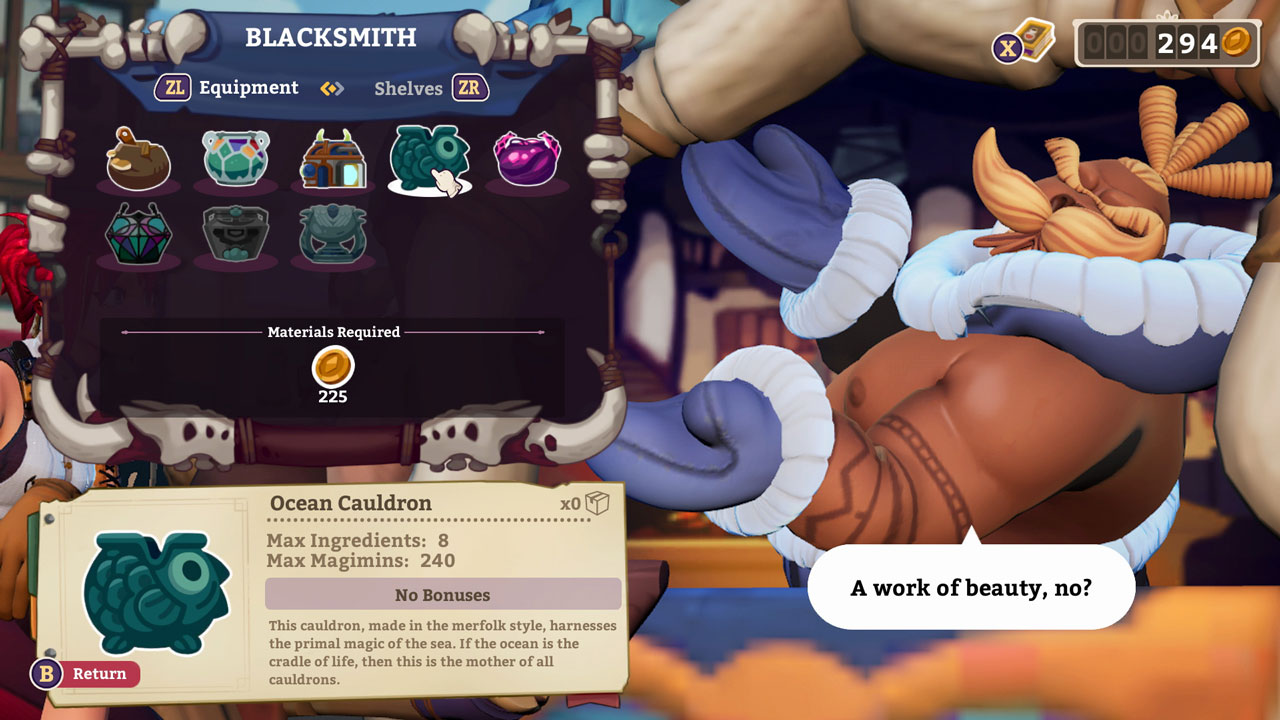 BLACKSMITH
ZL Equipment Shelves ZR
X
000294
Materials Required
225
Ocean Cauldron x0
Max Ingredients: 8
Max Magimins: 240
No Bonuses
This cauldron, made in the merfolk style, harnesses
the primal magic of the sea. If the ocean is the
cradle of life, then this is the mother of all
cauldrons.
B Return
A work of beauty, no?